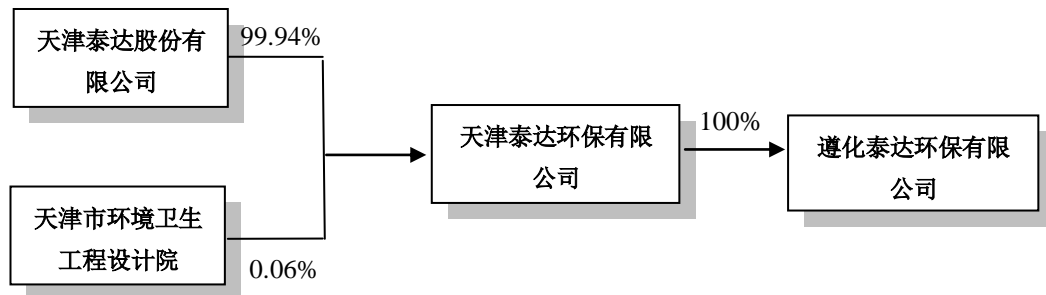 天津泰达股份有
限公司
99.94%
天津市环境卫生
工程设计院
0.06%
天津泰达环保有限
公司
100%
遵化泰达环保有限
公司